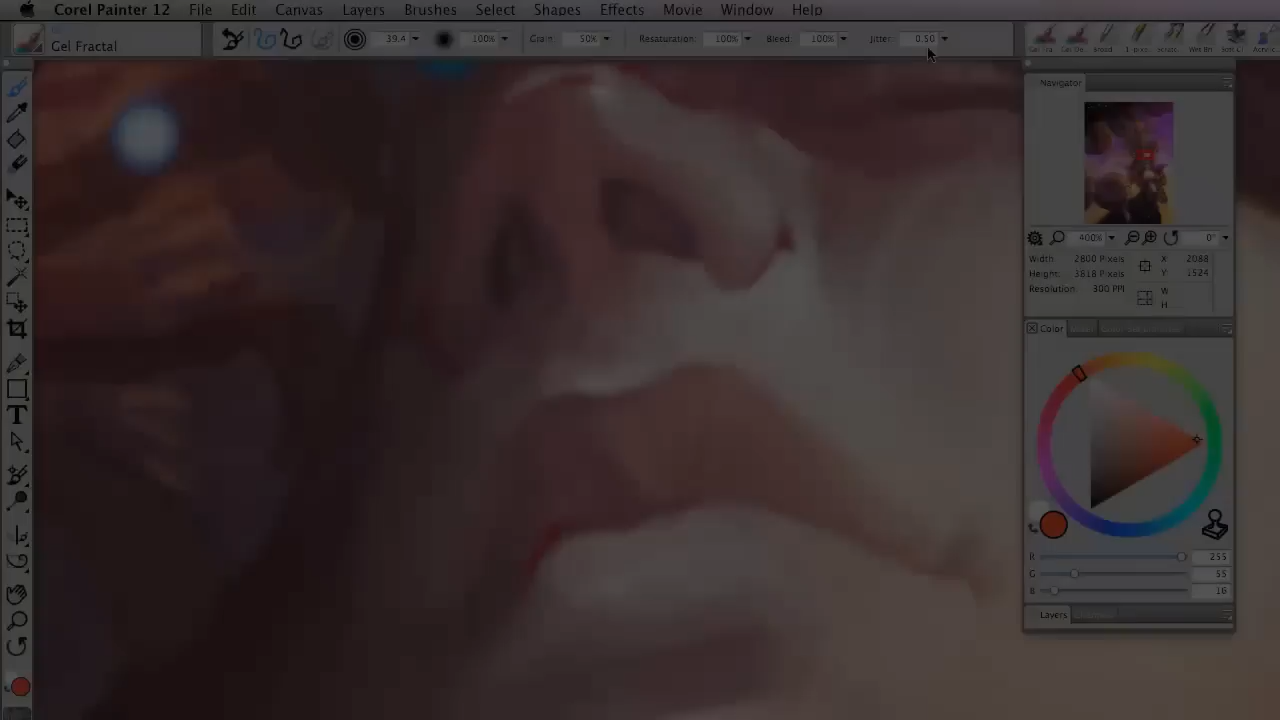 Corel Painter 12 File Edit Canvas Layers Brushes Select Shapes Effects Movie Window Help
Gel Fractal
39.4 100% Grain: 50% Resaturation: 100% Bleed: 100% Jitter: 0.50
Navigator
400% 0°
Width: 2800 Pixels X: 2088
Height: 3818 Pixels Y: 1524
Resolution: 300 PPI W:
H:
Color
R 255
G 55
B 16
Layers
T